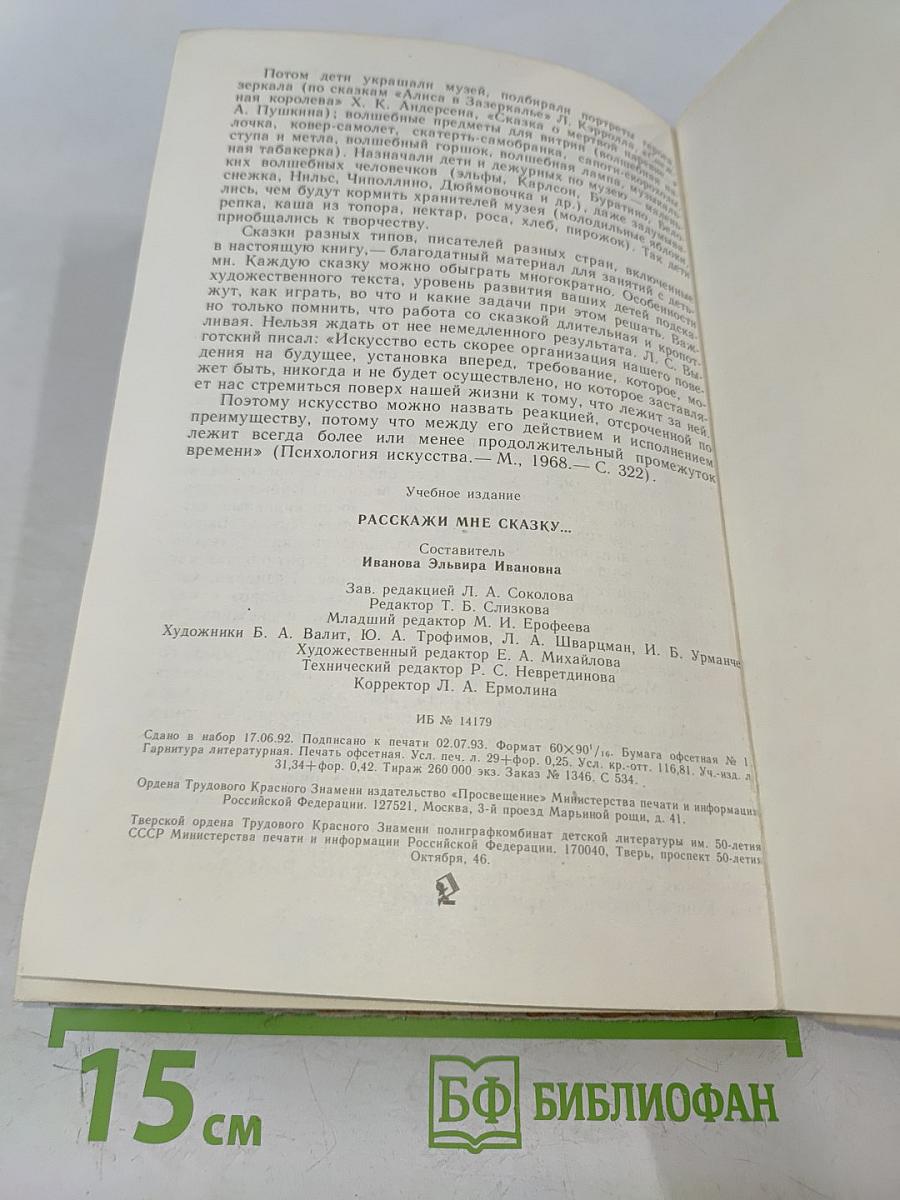 Потом дети украшали музей, подбирали портреты героев
зеркала (по сказкам «Алиса в Зазеркалье» Л. Кэрролла,
ная королева» Х. К. Андерсена, «Сказка о мертвой царевне...»
А. Пушкина); волшебные предметы для витрин (волшебная па-
лочка, ковер-самолет, скатерть-самобранка, сапоги-скороходы,
ступа и метла, волшебный горшок, волшебная лампа, музыкаль-
ная табакерка). Назначали дети и дежурных по музею — малень-
ких волшебных человечков (эльфы, Карлсон, Буратино, Бело-
снежка, Нильс, Чиполлино, Дюймовочка и др.), даже задумыва-
лись, чем будут кормить хранителей музея (молодильные яблоки,
репка, каша из топора, нектар, роса, хлеб, пирожок). Так дети
приобщались к творчеству.
Сказки разных типов, писателей разных стран, включенные
в настоящую книгу,— благодатный материал для занятий с деть-
ми. Каждую сказку можно обыграть многократно. Особенности
художественного текста, уровень развития ваших детей подска-
жут, как играть, во что и какие задачи при этом решать. Важ-
но только помнить, что работа со сказкой длительная и кропот-
ливая. Нельзя ждать от нее немедленного результата. Л. С. Вы-
готский писал: «Искусство есть скорее организация нашего пове-
дения на будущее, установка вперед, требование, которое, мо-
жет быть, никогда и не будет осуществлено, но которое заставля-
ет нас стремиться поверх нашей жизни к тому, что лежит за ней.
Поэтому искусство можно назвать реакцией, отсроченной по
преимуществу, потому что между его действием и исполнением
лежит всегда более или менее продолжительный промежуток
времени» (Психология искусства.— М., 1968.— С. 322).
Учебное издание
РАССКАЖИ МНЕ СКАЗКУ...
Составитель
Иванова Эльвира Ивановна
Зав. редакцией Л. А. Соколова
Редактор Т. Б. Слизкова
Младший редактор М. И. Ерофеева
Художники Б. А. Валит, Ю. А. Трофимов, Л. А. Шварцман, И. Б. Урманче
Художественный редактор Е. А. Михайлова
Технический редактор Р. С. Невретдинова
Корректор Л. А. Ермолина
ИБ № 14179
Сдано в набор 17.06.92. Подписано к печати 02.07.93. Формат 60×90¹/₁₆. Бумага офсетная № 1.
Гарнитура литературная. Печать офсетная. Усл. печ. л. 29+фор. 0,25. Усл. кр.-отт. 116,81. Уч.-изд. л.
31,34+фор. 0,42. Тираж 260 000 экз. Заказ № 1346. С 534.
Ордена Трудового Красного Знамени издательство «Просвещение» Министерства печати и информации
Российской Федерации. 127521, Москва, 3-й проезд Марьиной рощи, д. 41.
Тверской ордена Трудового Красного Знамени полиграфкомбинат детской литературы им. 50-летия
СССР Министерства печати и информации Российской Федерации. 170040, Тверь, проспект 50-летия
Октября, 46.
15 см
БФ БИБЛИОФАН